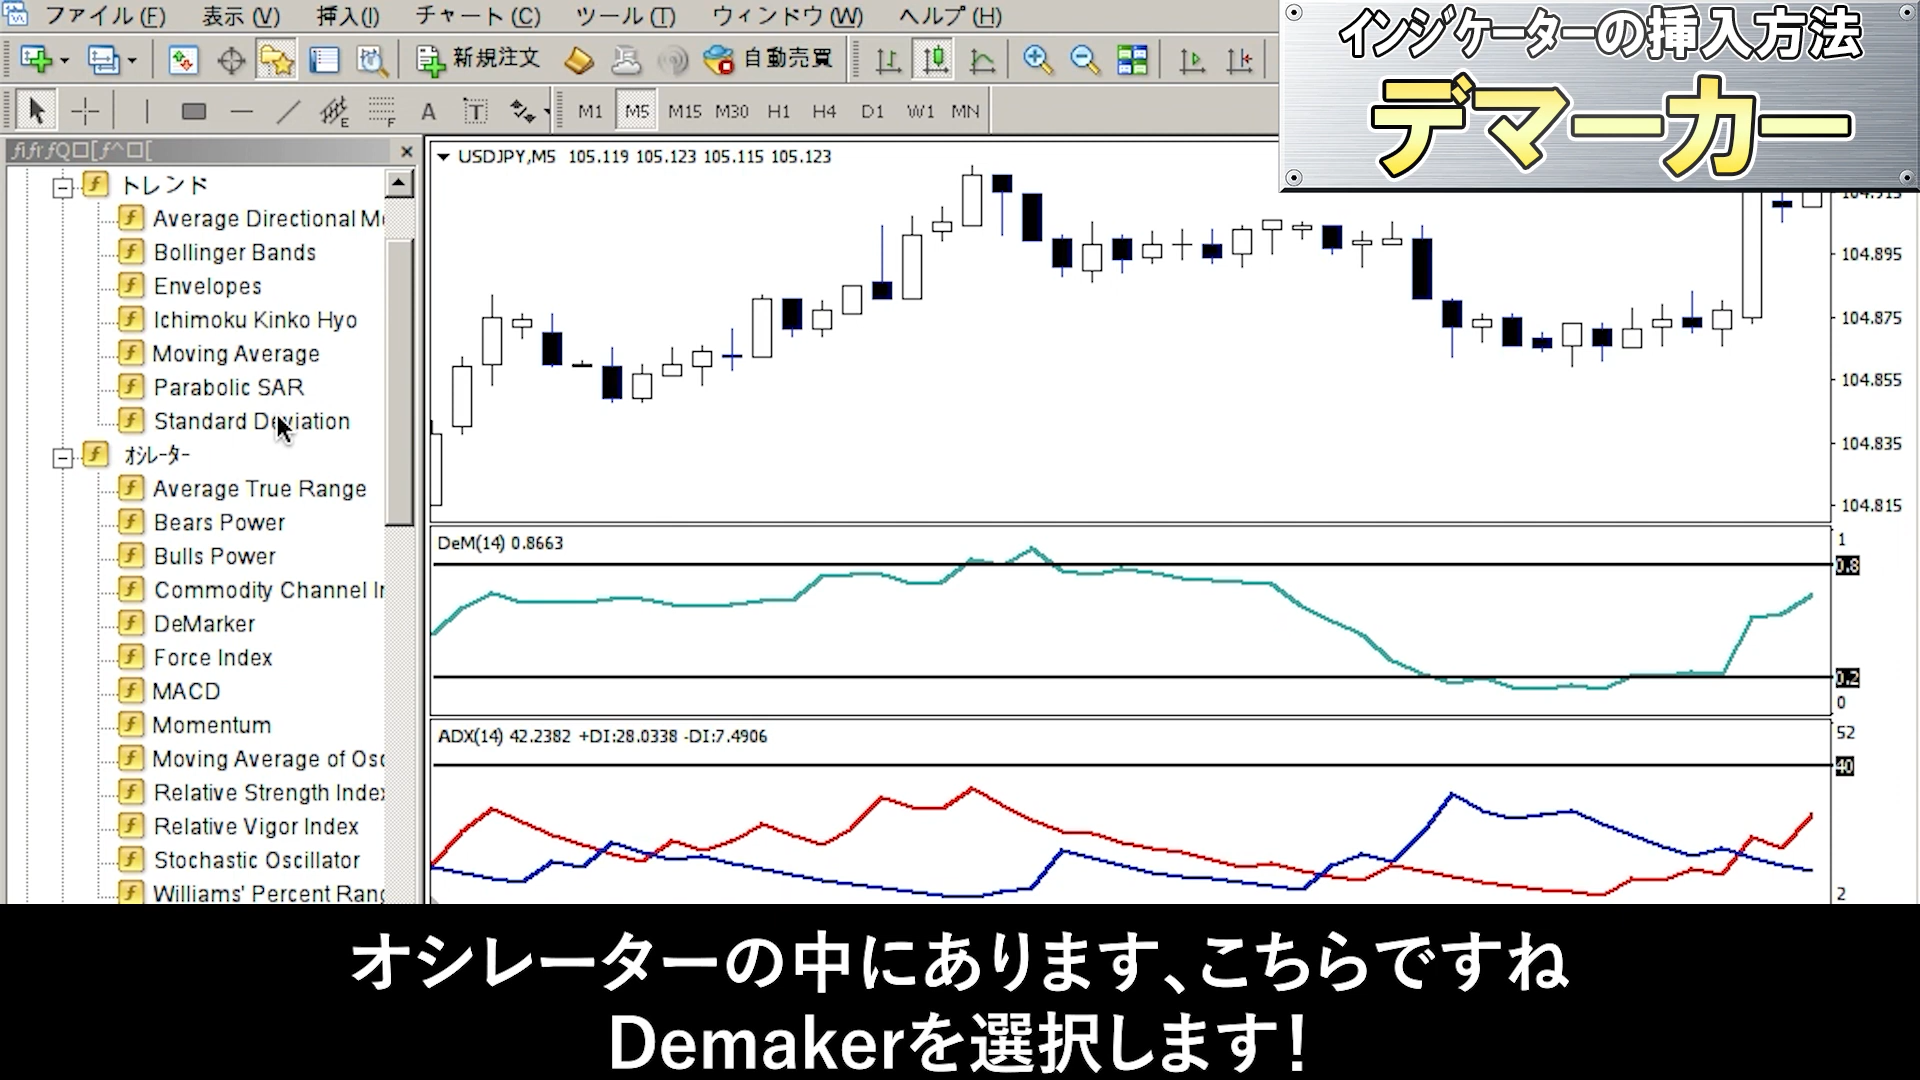 ファイル (F) 表示 (V) 挿入(I) チャート (C) ツール (T) ウィンドウ (W) ヘルプ (H)
インジケーターの挿入方法
デマーカー
新規注文 自動売買
A T E F M1 M5 M15 M30 H1 H4 D1 W1 MN
USDJPY,M5 105.119 105.123 105.115 105.123
トレンド
Average Directional Mo
Bollinger Bands
Envelopes
Ichimoku Kinko Hyo
Moving Average
Parabolic SAR
Standard Deviation
オシレーター
Average True Range
Bears Power
Bulls Power
Commodity Channel In
DeMarker
Force Index
MACD
Momentum
Moving Average of Osc
Relative Strength Index
Relative Vigor Index
Stochastic Oscillator
Williams' Percent Rang
104.915
104.895
104.875
104.855
104.835
104.815
DeM(14) 0.8663
1
0.8
0.2
0
ADX(14) 42.2382 +DI:28.0338 -DI:7.4906
52
40
2
オシレーターの中にあります、こちらですね
Demakerを選択します!